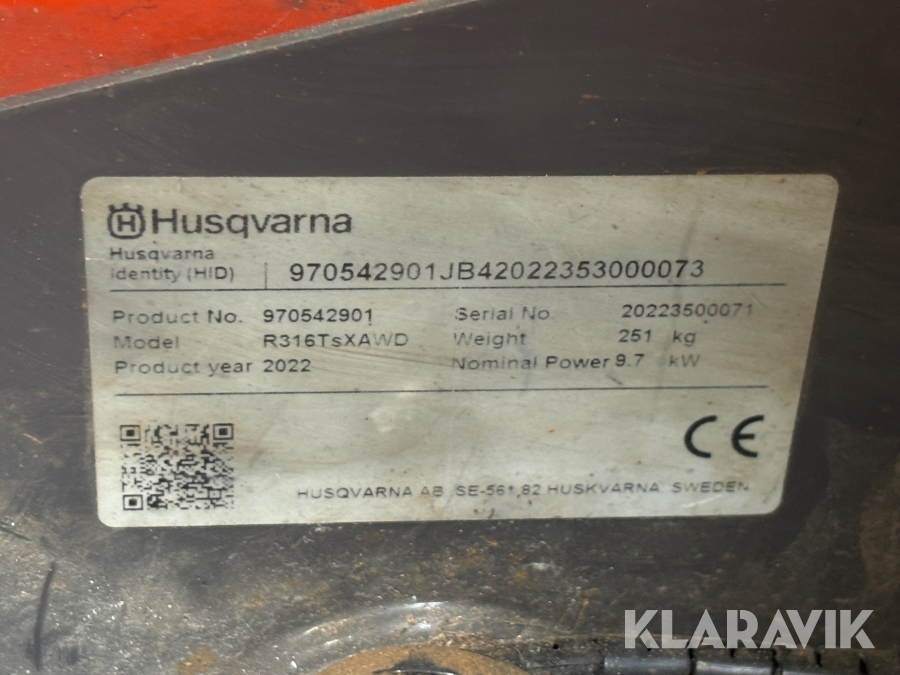 Husqvarna
Husqvarna
Identity (HID) 970542901JB42022353000073
Product No. 970542901 Serial No. 20223500071
Model R316TsXAWD Weight 251 kg
Product year 2022 Nominal Power 9.7 kW
CE
HUSQVARNA AB, SE-561 82 HUSKVARNA, SWEDEN
KLARAVIK